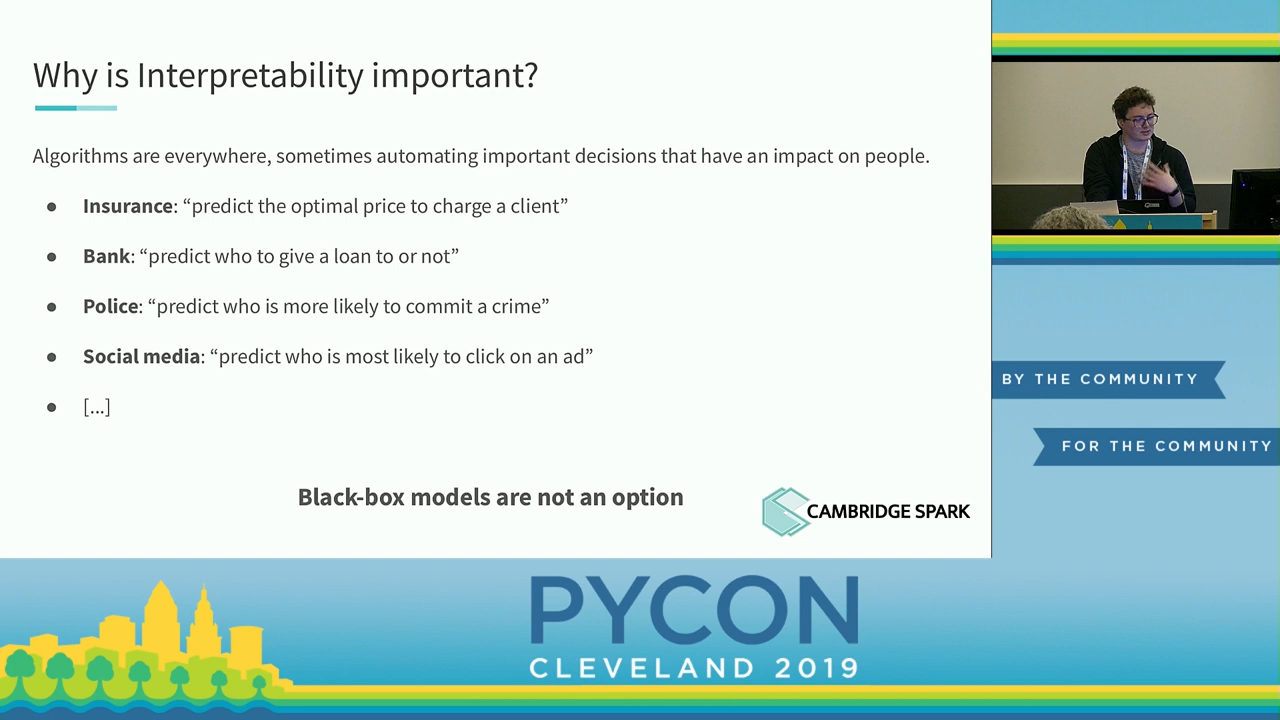 Why is Interpretability important?
Algorithms are everywhere, sometimes automating important decisions that have an impact on people.
● Insurance: “predict the optimal price to charge a client”
● Bank: “predict who to give a loan to or not”
● Police: “predict who is more likely to commit a crime”
● Social media: “predict who is most likely to click on an ad”
● [...]
Black-box models are not an option
CAMBRIDGE SPARK
BY THE COMMUNITY
FOR THE COMMUNITY
PYCON
CLEVELAND 2019